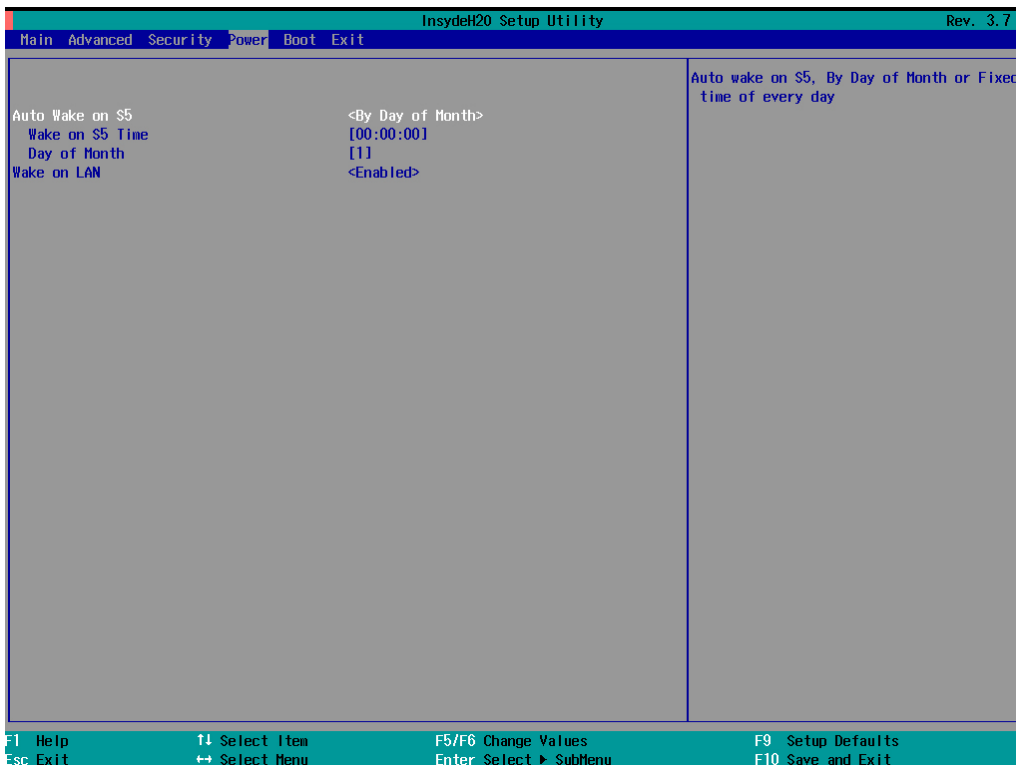 InsydeH20 Setup Utility Rev. 3.7
Main Advanced Security Power Boot Exit
Auto Wake on S5 <By Day of Month>
Wake on S5 Time [00:00:00]
Day of Month [1]
Wake on LAN <Enabled>
Auto wake on S5, By Day of Month or Fixed
time of every day
F1 Help ↑↓ Select Item F5/F6 Change Values F9 Setup Defaults
Esc Exit ↔ Select Menu Enter Select ▶ SubMenu F10 Save and Exit